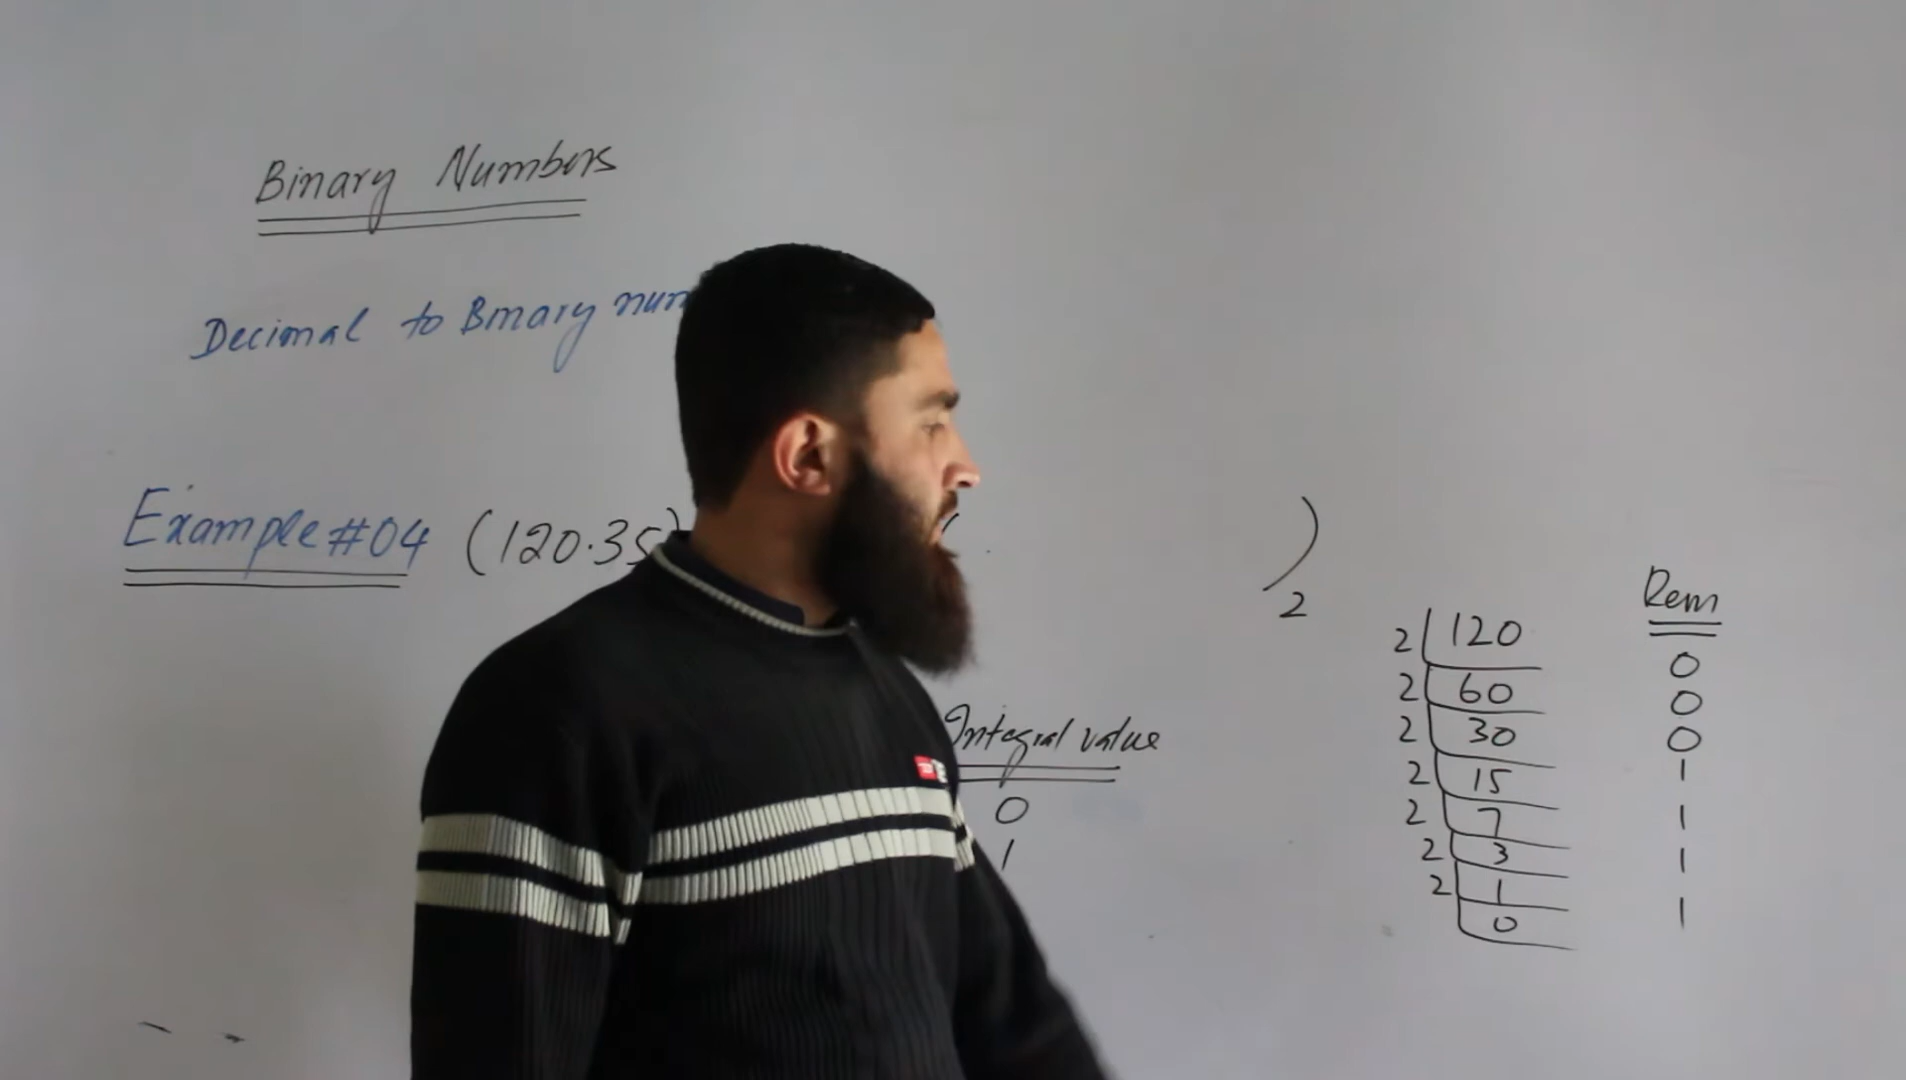 Binary Numbers
Decimal to Binary num
Example #04 (120.35) ( )2
Rem
2 120 0
2 60 0
2 30 0
2 15 1
2 7 1
2 3 1
2 1 1
0
Integral value
0
1